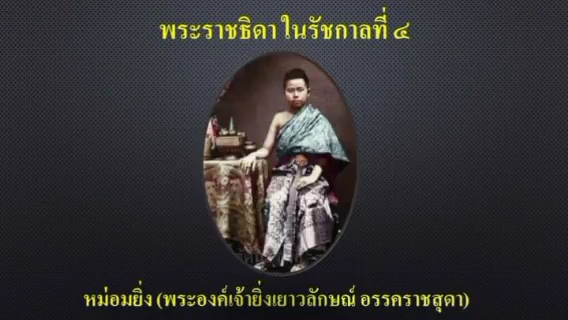 พระราชธิดา ในรัชกาลที่ ๔
หม่อมยิ่ง (พระองค์เจ้ายิ่งเยาวลักษณ์ อรรคราชสุดา)